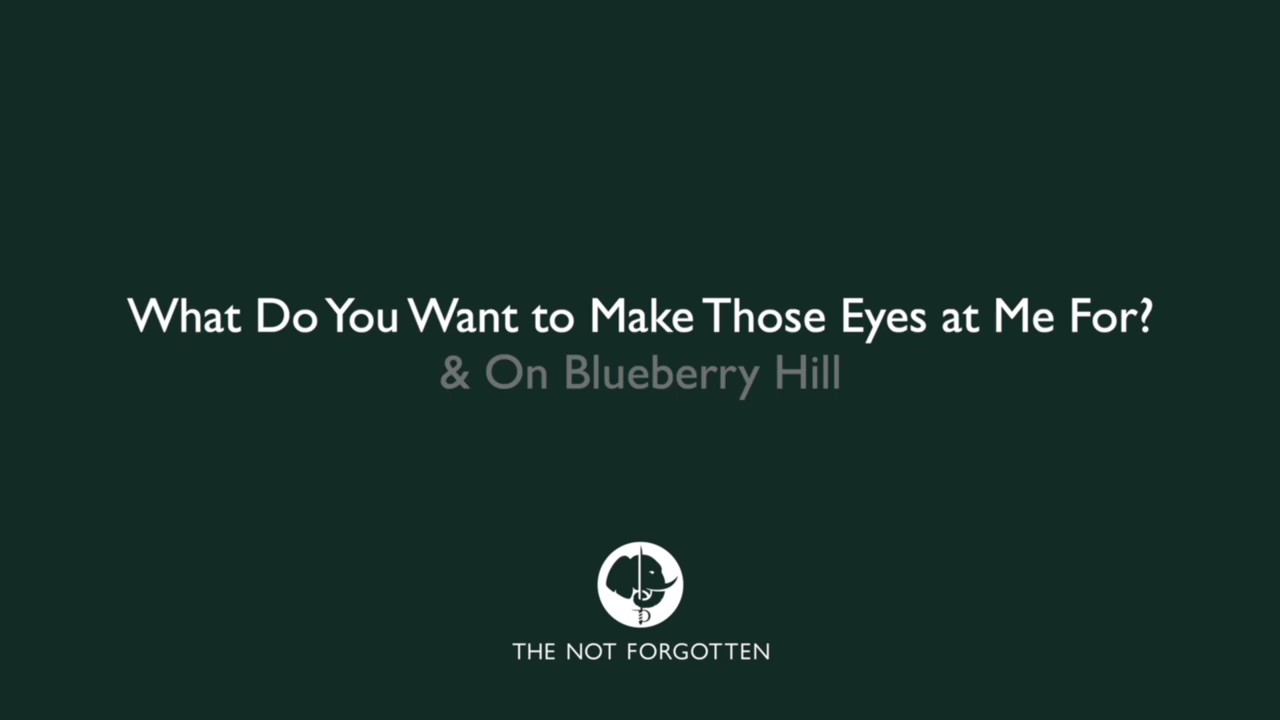 What Do You Want to Make Those Eyes at Me For?
& On Blueberry Hill
THE NOT FORGOTTEN